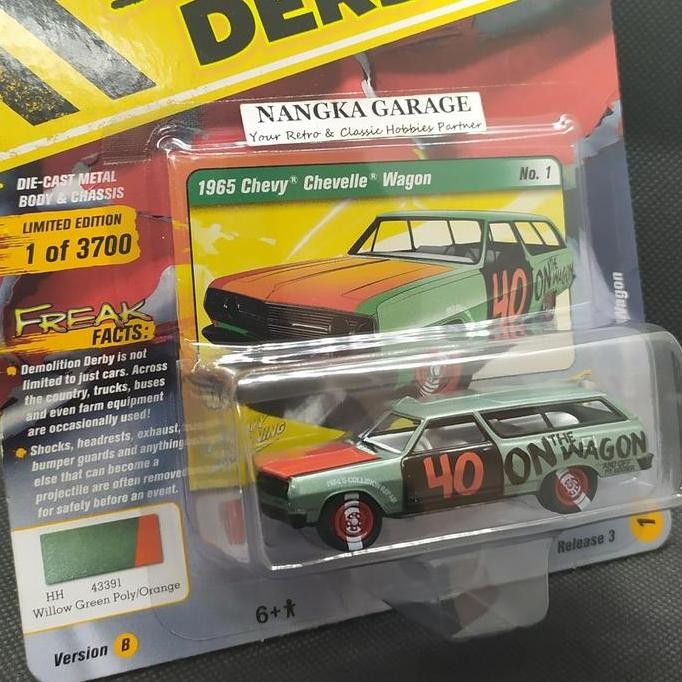 DER
NANGKA GARAGE
Your Retro & Classic Hobbies Partner
DIE-CAST METAL
BODY & CHASSIS
LIMITED EDITION
1 of 3700
1965 Chevy® Chevelle® Wagon
No. 1
40
ON THE WAGON
FREAK
FACTS:
Demolition Derby is not
limited to just cars. Across
the country, trucks, buses
and even farm equipment
are occasionally used!
Shocks, headrests, exhaust,
bumper guards and anything
else that can become a
projectile are often removed
for safety before an event.
Wagon
40
ON THE WAGON
HH 43391
Willow Green Poly/Orange
6+
Release 3
1
Version B